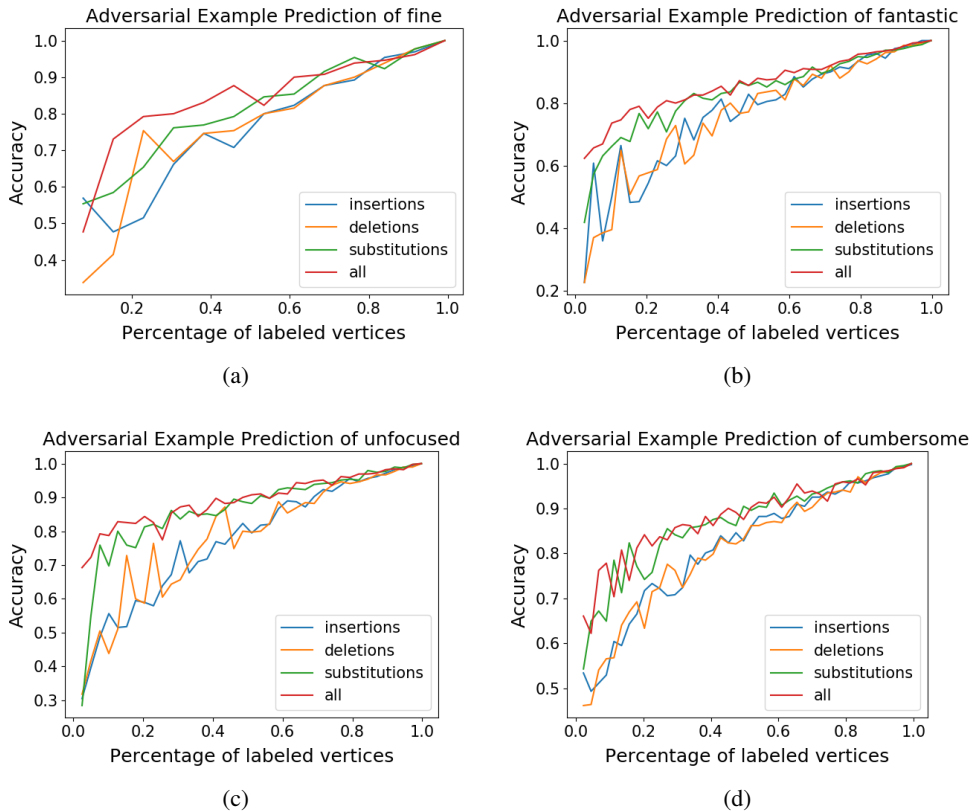 Adversarial Example Prediction of fine
1.0
0.9
0.8
0.7
0.6
0.5
0.4
Accuracy
insertions
deletions
substitutions
all
0.2
0.4
0.6
0.8
1.0
Percentage of labeled vertices
(a)
Adversarial Example Prediction of fantastic
1.0
0.8
0.6
0.4
0.2
Accuracy
insertions
deletions
substitutions
all
0.0
0.2
0.4
0.6
0.8
1.0
Percentage of labeled vertices
(b)
Adversarial Example Prediction of unfocused
1.0
0.9
0.8
0.7
0.6
0.5
0.4
0.3
Accuracy
insertions
deletions
substitutions
all
0.0
0.2
0.4
0.6
0.8
1.0
Percentage of labeled vertices
(c)
Adversarial Example Prediction of cumbersome
1.0
0.9
0.8
0.7
0.6
0.5
Accuracy
insertions
deletions
substitutions
all
0.0
0.2
0.4
0.6
0.8
1.0
Percentage of labeled vertices
(d)